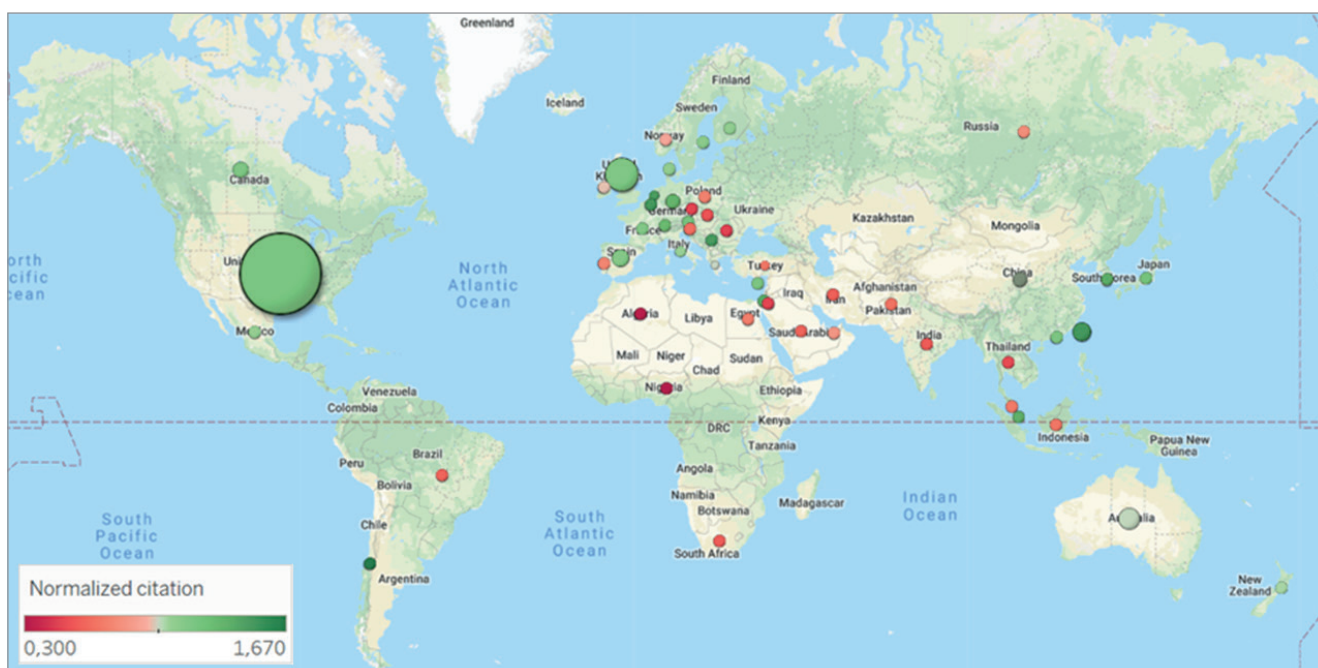 Greenland
Iceland
Finland
Sweden
Norway
Russia
Canada
Poland
German
Ukraine
France
Kazakhstan
Mongolia
Italy
Spain
North
Atlantic
Ocean
Turkey
China
South Korea
Japan
Iraq
Iran
Afghanistan
Pakistan
Algeria
Libya
Egypt
Saudi Arabia
India
Mexico
Mali
Niger
Chad
Sudan
Thailand
Nigeria
Ethiopia
Venezuela
Colombia
DRC
Kenya
Tanzania
Indonesia
Papua New
Guinea
Brazil
Peru
Bolivia
Angola
Namibia
Botswana
Madagascar
Indian
Ocean
Australia
South
Pacific
Ocean
Chile
South
Atlantic
Ocean
South Africa
Argentina
New
Zealand
Normalized citation
0,300
1,670